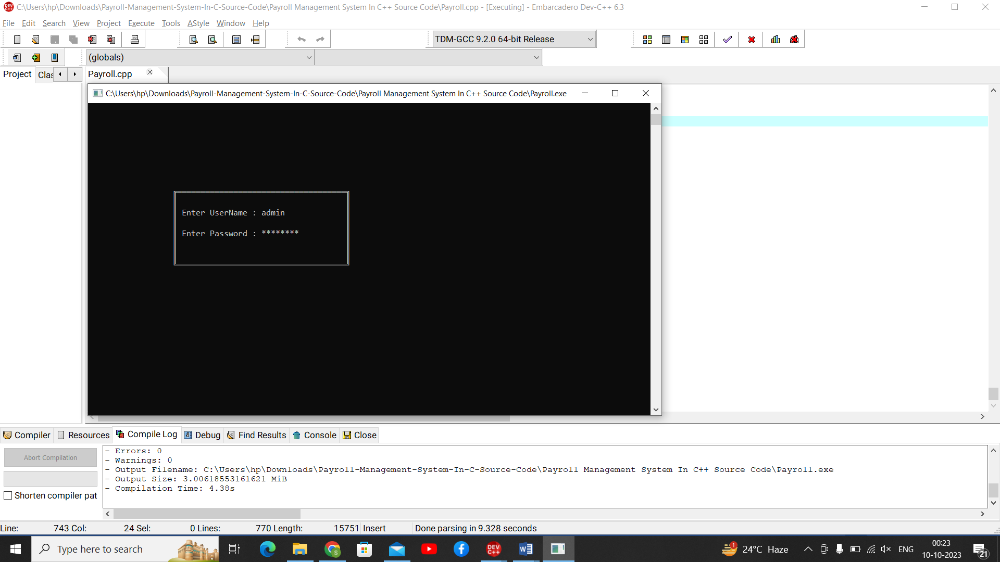 C:\Users\hp\Downloads\Payroll-Management-System-In-C-Source-Code\Payroll Management System In C++ Source Code\Payroll.cpp - [Executing] - Embarcadero Dev-C++ 6.3
File Edit Search View Project Execute Tools AStyle Window Help
TDM-GCC 9.2.0 64-bit Release
(globals)
Project Clas Payroll.cpp
C:\Users\hp\Downloads\Payroll-Management-System-In-C-Source-Code\Payroll Management System In C++ Source Code\Payroll.exe
Enter UserName : admin
Enter Password : ********
Compiler Resources Compile Log Debug Find Results Console Close
Abort Compilation
Shorten compiler pat
- Errors: 0
- Warnings: 0
- Output Filename: C:\Users\hp\Downloads\Payroll-Management-System-In-C-Source-Code\Payroll Management System In C++ Source Code\Payroll.exe
- Output Size: 3.00618553161621 MiB
- Compilation Time: 4.38s
Line: 743 Col: 24 Sel: 0 Lines: 770 Length: 15751 Insert Done parsing in 9.328 seconds
Type here to search
DEV C++
S
W
1
24°C Haze
ENG
00:23
10-10-2023
21